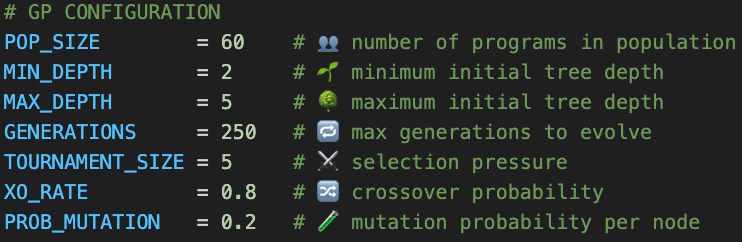 # GP CONFIGURATION
POP_SIZE        = 60    # 👥 number of programs in population
MIN_DEPTH       = 2     # 🌱 minimum initial tree depth
MAX_DEPTH       = 5     # 🌳 maximum initial tree depth
GENERATIONS     = 250   # 🔁 max generations to evolve
TOURNAMENT_SIZE = 5     # ⚔️ selection pressure
XO_RATE         = 0.8   # 🔀 crossover probability
PROB_MUTATION   = 0.2   # 🧪 mutation probability per node